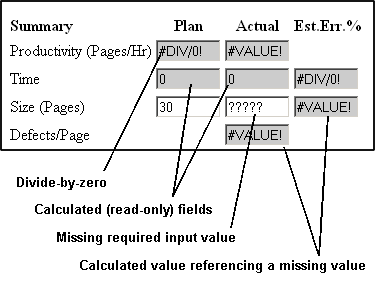 Summary Plan Actual Est.Err.%
Productivity (Pages/Hr) #DIV/0! #VALUE!
Time 0 0 #DIV/0!
Size (Pages) 30 ????? #VALUE!
Defects/Page #VALUE!
Divide-by-zero
Calculated (read-only) fields
Missing required input value
Calculated value referencing a missing value